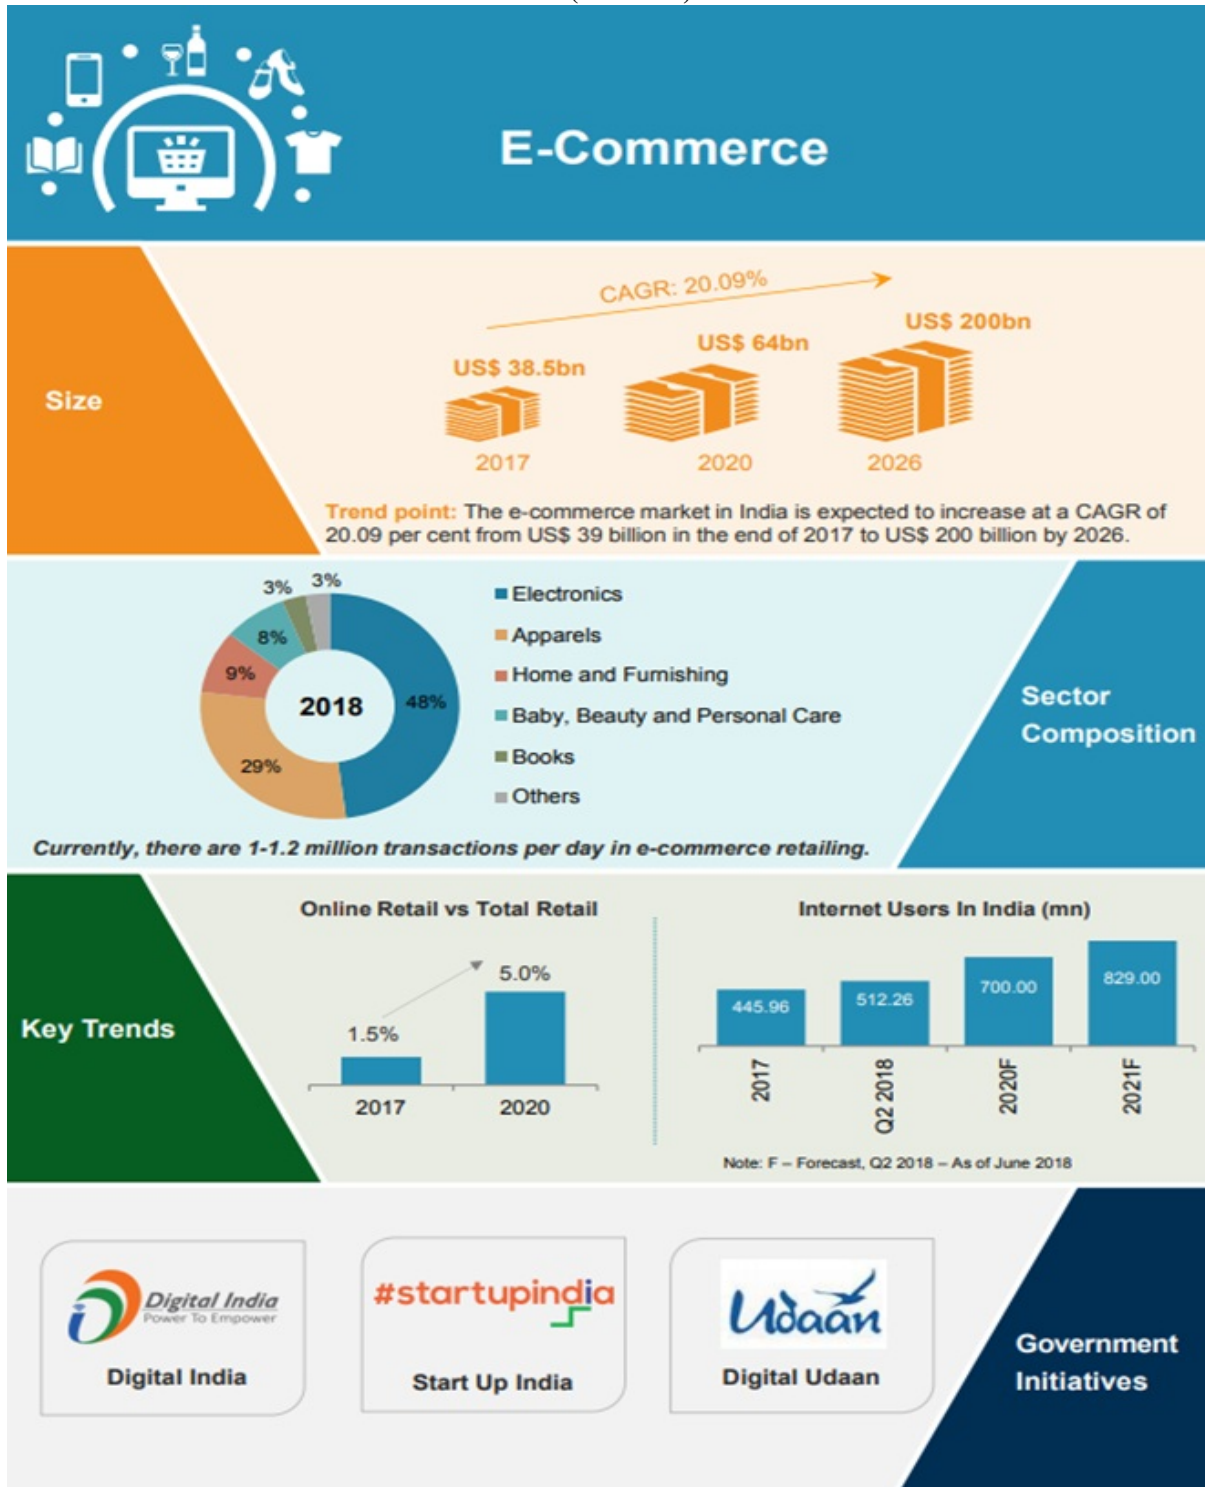 E-Commerce
Size
CAGR: 20.09%
US$ 38.5bn
US$ 64bn
US$ 200bn
2017
2020
2026
Trend point: The e-commerce market in India is expected to increase at a CAGR of
20.09 per cent from US$ 39 billion in the end of 2017 to US$ 200 billion by 2026.
3%
3%
8%
9%
29%
48%
2018
Electronics
Apparels
Home and Furnishing
Baby, Beauty and Personal Care
Books
Others
Sector
Composition
Currently, there are 1-1.2 million transactions per day in e-commerce retailing.
Key Trends
Online Retail vs Total Retail
1.5%
5.0%
2017
2020
Internet Users In India (mn)
445.96
512.26
700.00
829.00
2017
Q2 2018
2020F
2021F
Note: F – Forecast, Q2 2018 – As of June 2018
Digital India
Power To Empower
Digital India
#startupindia
Start Up India
Udaan
Digital Udaan
Government
Initiatives